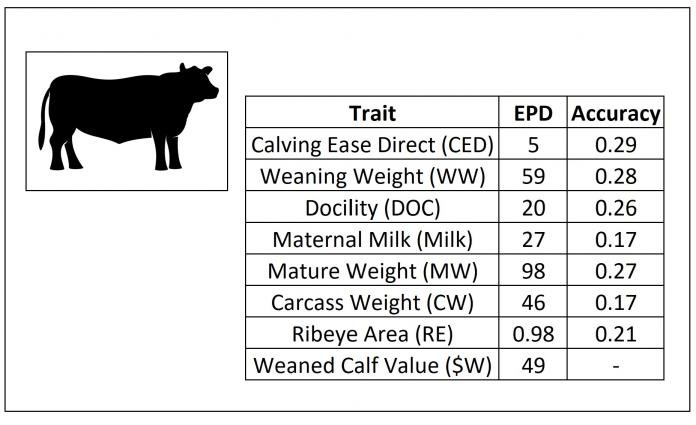 Trait EPD Accuracy
Calving Ease Direct (CED) 5 0.29
Weaning Weight (WW) 59 0.28
Docility (DOC) 20 0.26
Maternal Milk (Milk) 27 0.17
Mature Weight (MW) 98 0.27
Carcass Weight (CW) 46 0.17
Ribeye Area (RE) 0.98 0.21
Weaned Calf Value ($W) 49 -